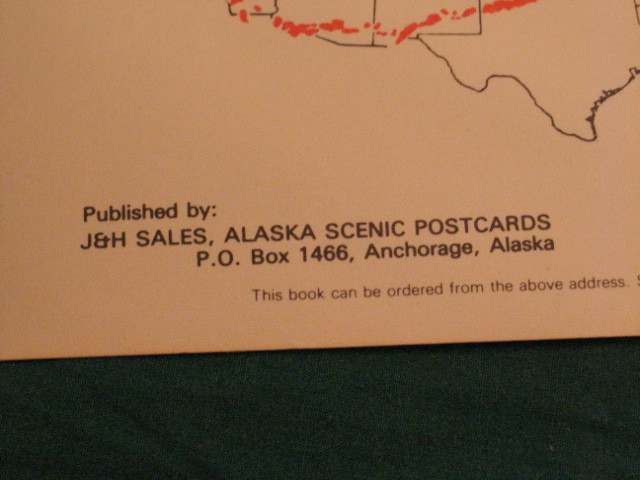 Published by:
J&H SALES, ALASKA SCENIC POSTCARDS
P.O. Box 1466, Anchorage, Alaska
This book can be ordered from the above address.